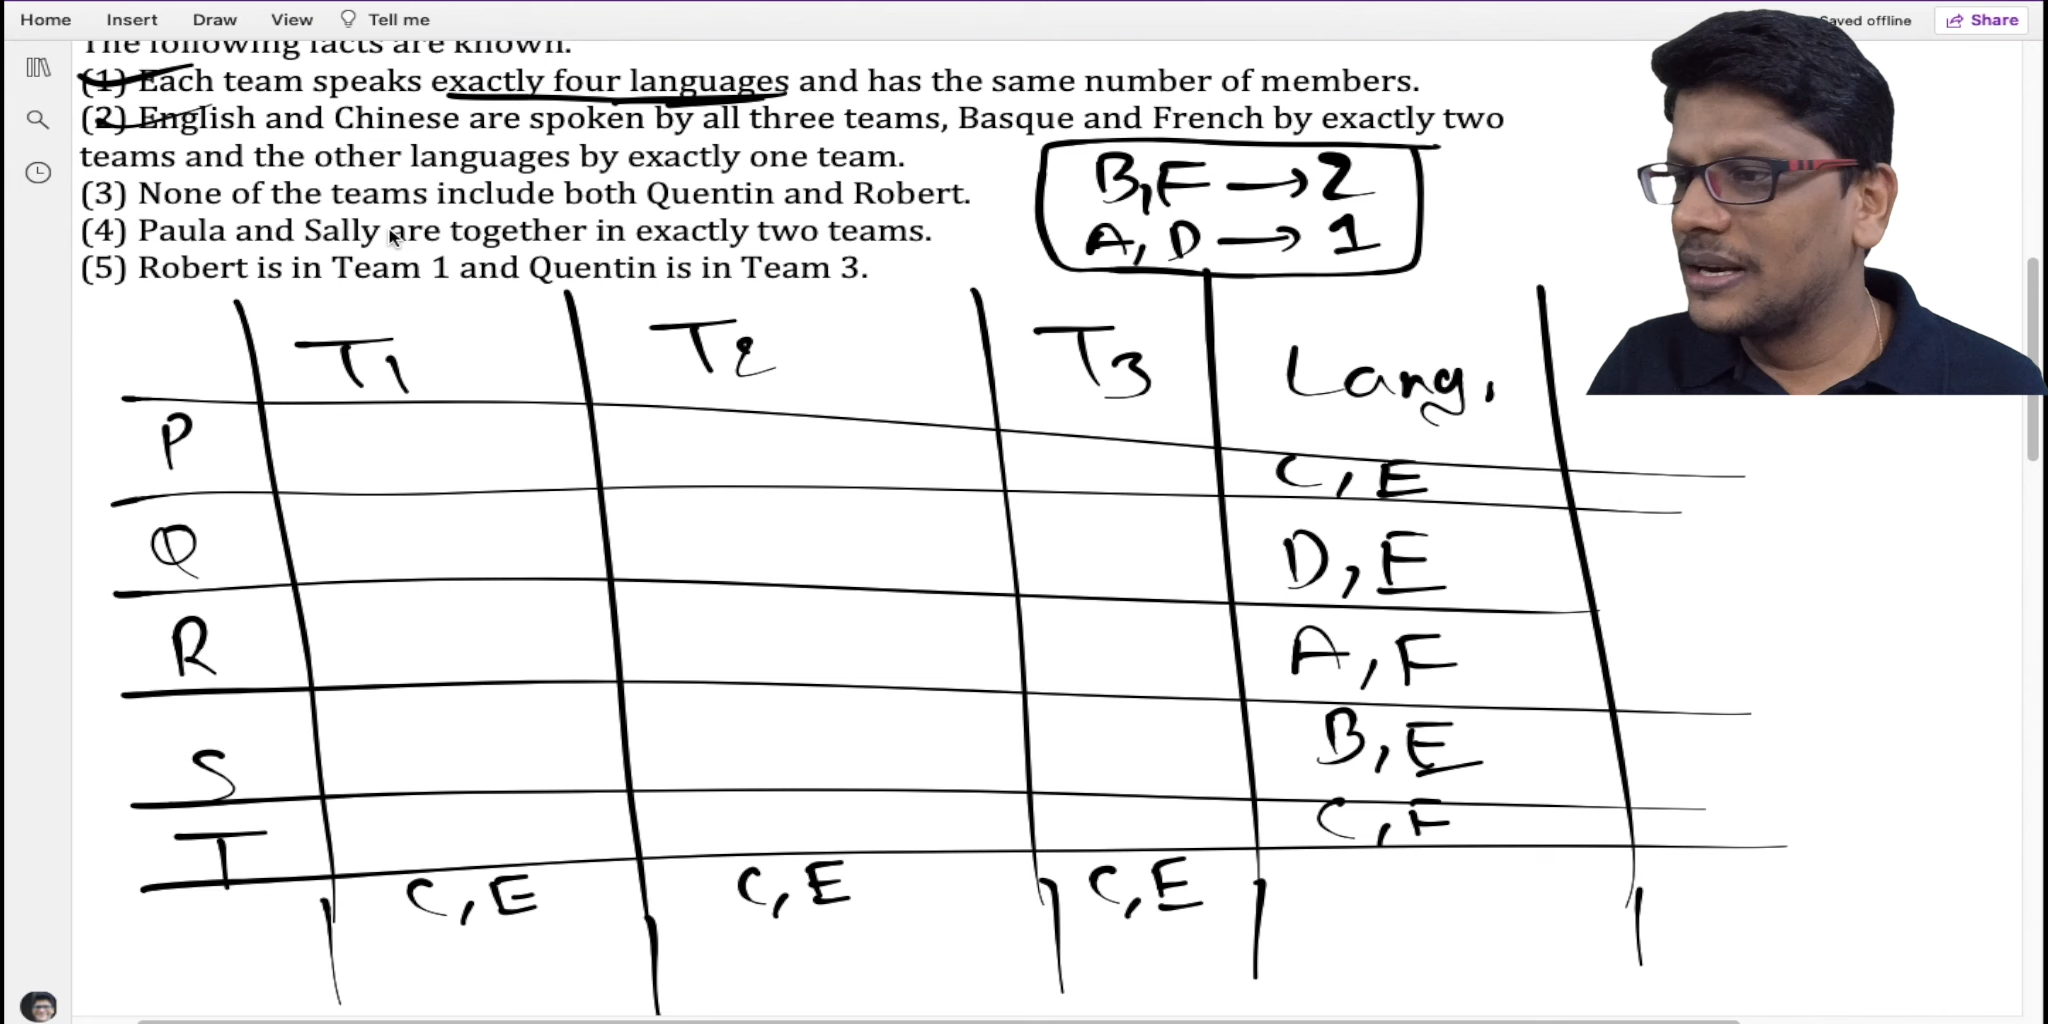 Home Insert Draw View Tell me Saved offline Share
The following facts are known.
(1) Each team speaks exactly four languages and has the same number of members.
(2) English and Chinese are spoken by all three teams, Basque and French by exactly two
teams and the other languages by exactly one team.
(3) None of the teams include both Quentin and Robert.
(4) Paula and Sally are together in exactly two teams.
(5) Robert is in Team 1 and Quentin is in Team 3.
B,F → 2
A, D → 1
T1 T2 T3 Lang.
P C, E
Q D, E
R A, F
S B, E
T C, F
C, E C, E C, E